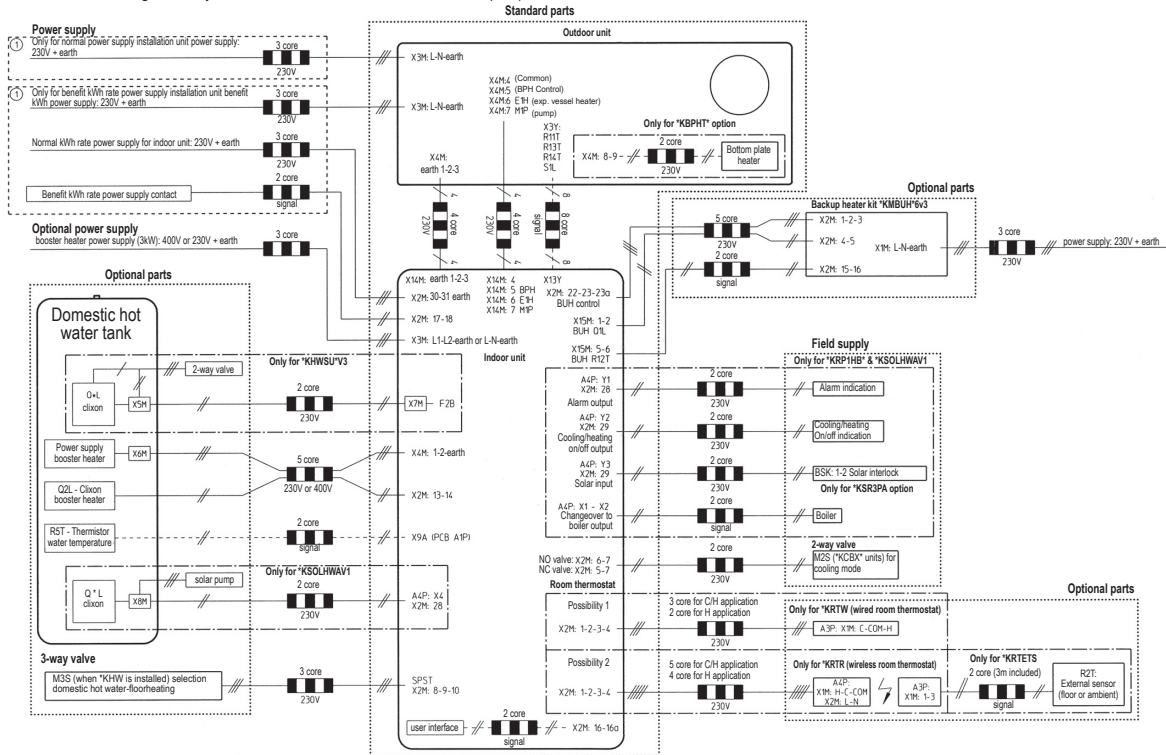 Standard parts
Outdoor unit
Power supply
① Only for normal power supply installation unit power supply:
230V + earth
3 core
230V
X3M: L-N-earth
① Only for benefit kWh rate power supply installation unit benefit
kWh power supply: 230V + earth
3 core
230V
X3M: L-N-earth
Normal kWh rate power supply for indoor unit: 230V + earth
3 core
230V
Benefit kWh rate power supply contact
2 core
signal
X4M:4 (Common)
X4M:5 (BPH Control)
X4M:6 E1H (exp. vessel heater)
X4M:7 M1P (pump)
X3Y:
R11T
R13T
R14T
S1L
X4M:
earth 1-2-3
Only for *KBPHT* option
X4M: 8-9
2 core
230V
Bottom plate
heater
4
4 core
230V
4
4
4 core
230V
4
8
8 core
signal
8
Optional power supply
booster heater power supply (3kW): 400V or 230V + earth
3 core
230V
Optional parts
Backup heater kit *KMBUH*6v3
5 core
230V
X2M: 1-2-3
X2M: 4-5
X1M: L-N-earth
2 core
signal
X2M: 15-16
3 core
230V
power supply: 230V + earth
X14M: earth 1-2-3
X14M: 4
X14M: 5 BPH
X14M: 6 E1H
X14M: 7 M1P
X13Y
X2M: 30-31 earth
X2M: 17-18
X3M: L1-L2-earth or L-N-earth
Indoor unit
X2M: 22-23-23a
BUH control
X15M: 1-2
BUH Q1L
X15M: 5-6
BUH R12T
Optional parts
Domestic hot
water tank
Only for *KHWSU*V3
2-way valve
Q*L
clixon
X5M
2 core
230V
X7M
F2B
Power supply
booster heater
X6M
5 core
230V or 400V
X4M: 1-2-earth
Q2L - Clixon
booster heater
X2M: 13-14
R5T - Thermistor
water temperature
2 core
signal
X9A (PCB A1P)
Only for *KSOLHWAV1
solar pump
Q * L
clixon
X8M
2 core
230V
A4P: X4
X2M: 28
3-way valve
M3S (when *KHW is installed) selection
domestic hot water-floorheating
3 core
230V
SPST
X2M: 8-9-10
user interface
2 core
signal
X2M: 16-16a
Field supply
Only for *KRP1HB* & *KSOLHWAV1
A4P: Y1
X2M: 28
Alarm output
2 core
230V
Alarm indication
A4P: Y2
X2M: 29
Cooling/heating
on/off output
2 core
230V
Cooling/heating
On/off indication
A4P: Y3
X2M: 29
Solar input
2 core
230V
BSK: 1-2 Solar interlock
Only for *KSR3PA option
A4P: X1 - X2
Changeover to
boiler output
2 core
signal
Boiler
NO valve: X2M: 6-7
NC valve: X2M: 5-7
2 core
230V
2-way valve
M2S (*KCBX* units) for
cooling mode
Room thermostat
Optional parts
Possibility 1
X2M: 1-2-3-4
3 core for C/H application
2 core for H application
230V
Only for *KRTW (wired room thermostat)
A3P: X1M: C-COM-H
Possibility 2
X2M: 1-2-3-4
5 core for C/H application
4 core for H application
230V
Only for *KRTR (wireless room thermostat)
A4P:
X1M: H-C-COM
X2M: L-N
A3P:
X1M: 1-3
Only for *KRTETS
2 core (3m included)
signal
R2T:
External sensor
(floor or ambient)